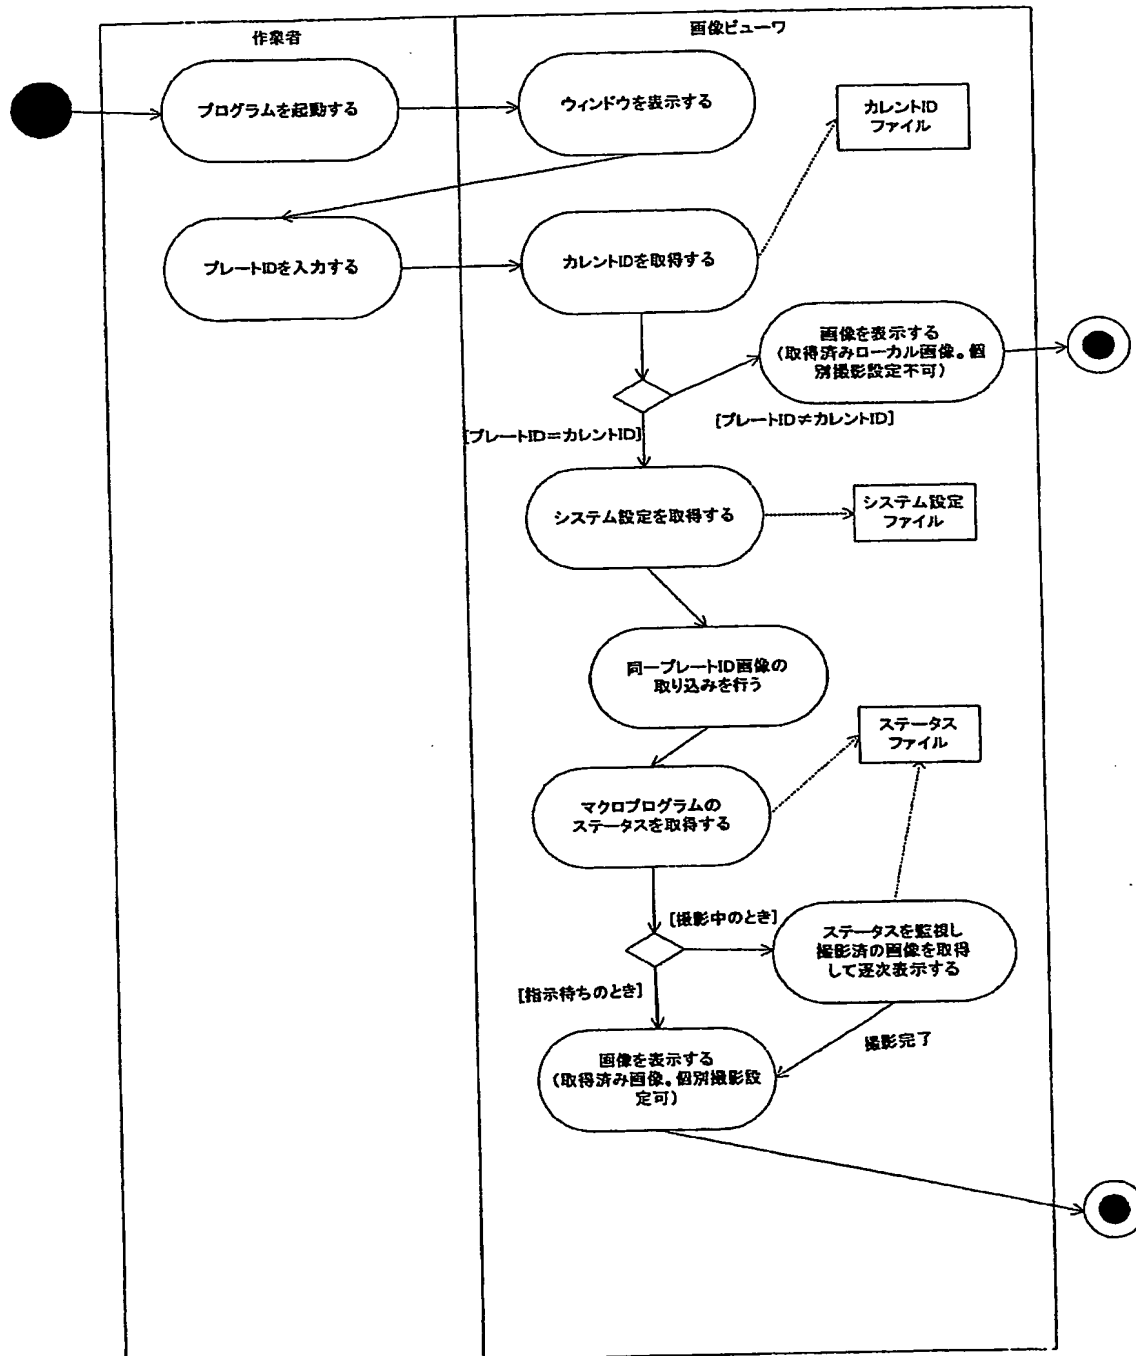 作業者
画像ビューワ
プログラムを起動する
ウィンドウを表示する
カレントID
ファイル
プレートIDを入力する
カレントIDを取得する
画像を表示する
(取得済みローカル画像。個
別撮影設定不可)
[プレートID=カレントID]
[プレートID≠カレントID]
システム設定を取得する
システム設定
ファイル
同一プレートID画像の
取り込みを行う
ステータス
ファイル
マクロプログラムの
ステータスを取得する
[撮影中のとき]
ステータスを監視し
撮影済の画像を取得
して逐次表示する
[指示待ちのとき]
撮影完了
画像を表示する
(取得済み画像。個別撮影設
定可)